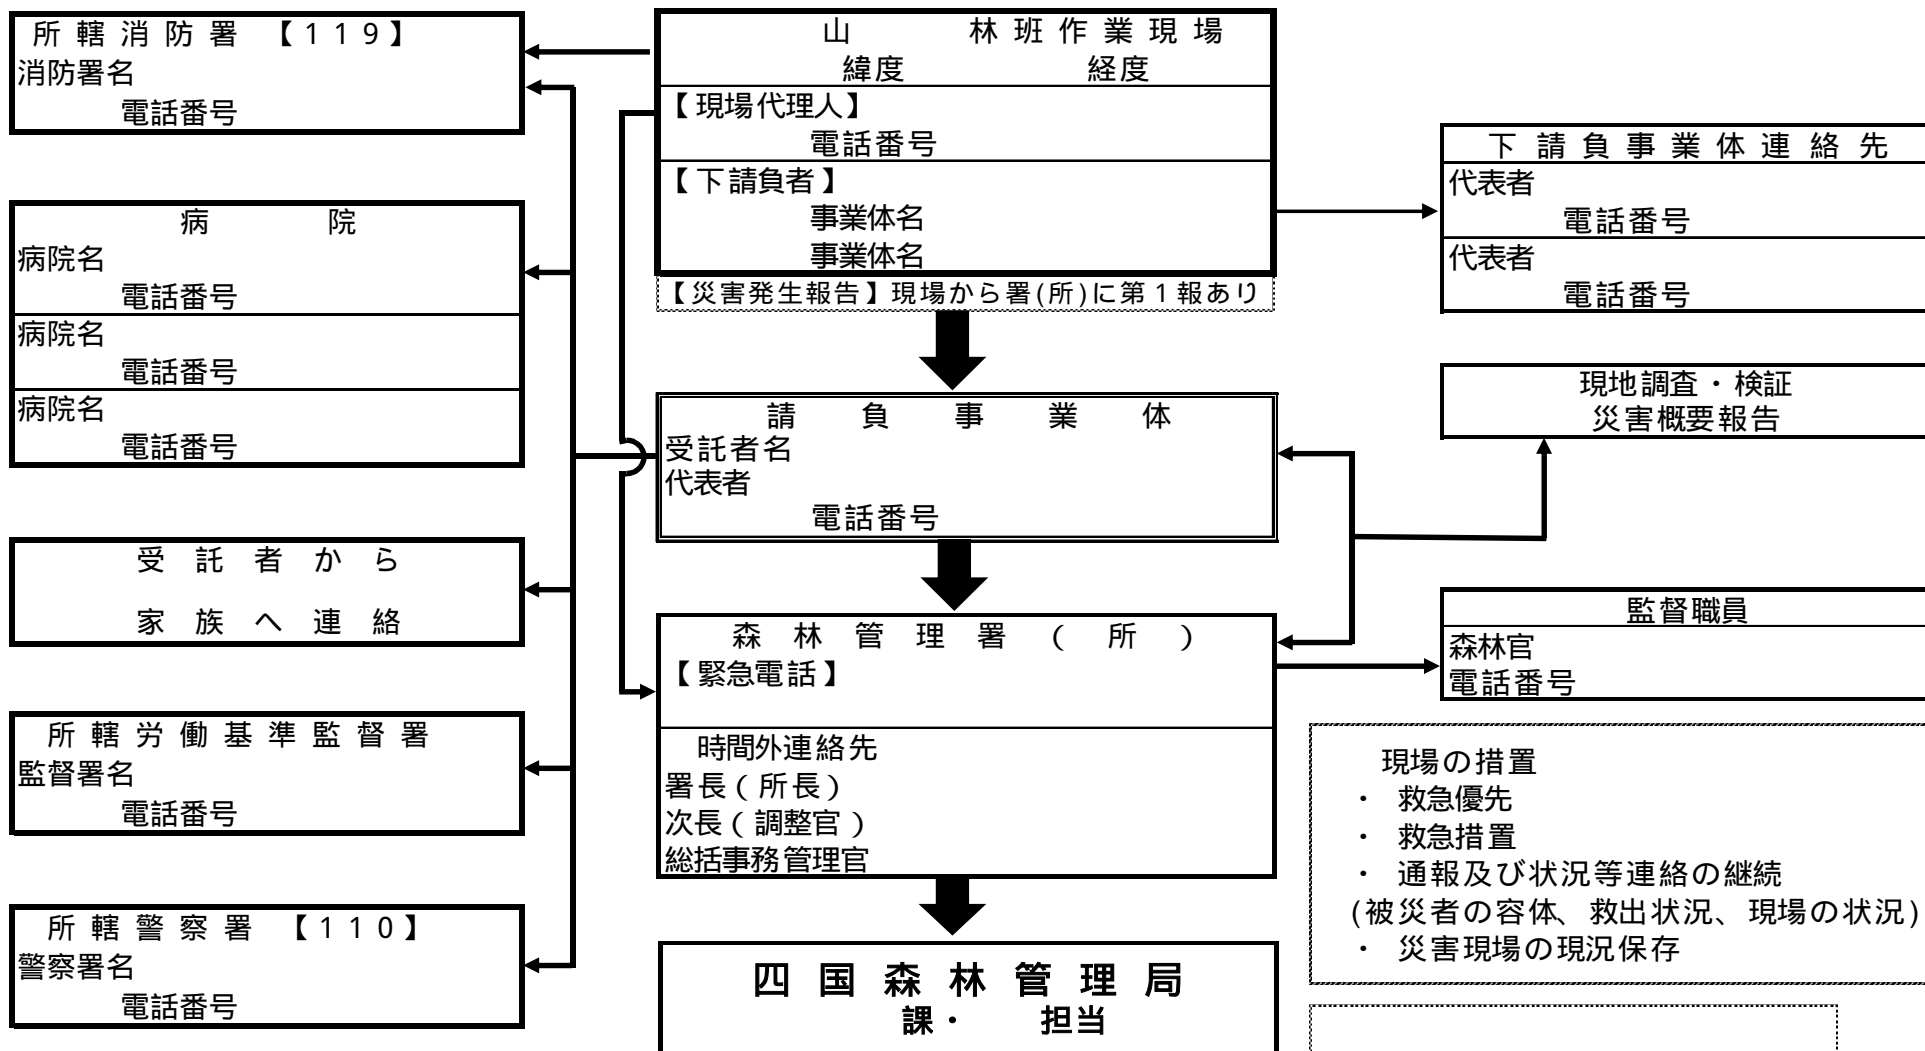 所轄消防署 【119】
消防署名
電話番号
病　　院
病院名
電話番号
病院名
電話番号
病院名
電話番号
受託者から
家族へ連絡
所轄労働基準監督署
監督署名
電話番号
所轄警察署 【110】
警察署名
電話番号
山　　林班作業現場
緯度　　経度
【現場代理人】
電話番号
【下請負者】
事業体名
事業体名
【災害発生報告】現場から署(所)に第1報あり
請負事業体
受託者名
代表者
電話番号
森林管理署(所)
【緊急電話】
時間外連絡先
署長(所長)
次長(調整官)
総括事務管理官
四国森林管理局
課・　担当
下請負事業体連絡先
代表者
電話番号
代表者
電話番号
現地調査・検証
災害概要報告
監督職員
森林官
電話番号
現場の措置
・ 救急優先
・ 救急措置
・ 通報及び状況等連絡の継続
(被災者の容体、救出状況、現場の状況)
・ 災害現場の現況保存